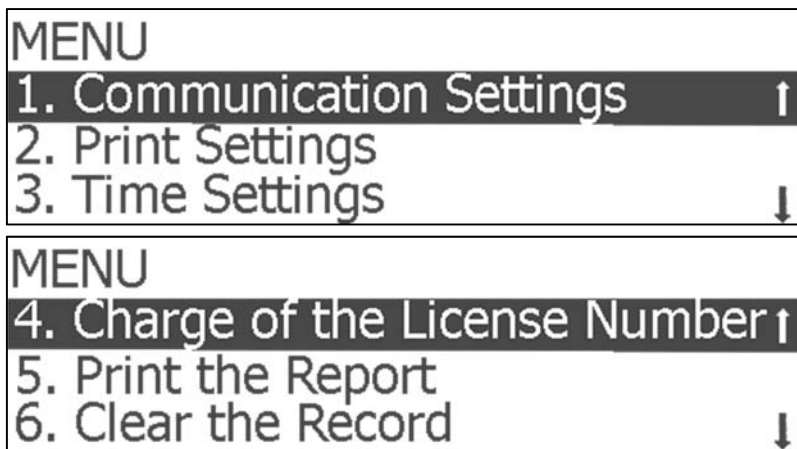 MENU
1. Communication Settings
2. Print Settings
3. Time Settings
MENU
4. Charge of the License Number
5. Print the Report
6. Clear the Record